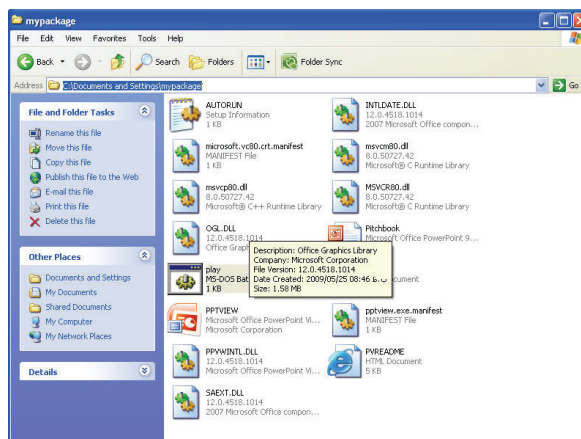 mypackage
File Edit View Favorites Tools Help
Back Search Folders Folder Sync
Address C:\Documents and Settings\mypackage Go
File and Folder Tasks
Rename this file
Move this file
Copy this file
Publish this file to the Web
E-mail this file
Print this file
Delete this file
Other Places
Documents and Settings
My Documents
Shared Documents
My Computer
My Network Places
Details
AUTORUN
Setup Information
1 KB
INTLDATE.DLL
12.0.4518.1014
2007 Microsoft Office compon...
microsoft.vc80.crt.manifest
MANIFEST File
1 KB
msvcm80.dll
8.0.50727.42
Microsoft® C Runtime Library
msvcp80.dll
8.0.50727.42
Microsoft® C++ Runtime Library
MSVCR80.dll
8.0.50727.42
Microsoft® C Runtime Library
OGL.DLL
12.0.4518.1014
Office Grap
Pitchbook
Microsoft Office PowerPoint 9...
Description: Office Graphics Library
Company: Microsoft Corporation
File Version: 12.0.4518.1014
Date Created: 2009/05/25 08:46
Size: 1.58 MB
play
MS-DOS Bat
1 KB
PPTVIEW
Microsoft Office PowerPoint Vi...
Microsoft Corporation
pptview.exe.manifest
MANIFEST File
1 KB
PPVWINTL.DLL
12.0.4518.1014
Microsoft Office PowerPoint Vi...
PVREADME
HTML Document
5 KB
SAEXT.DLL
12.0.4518.1014
2007 Microsoft Office compon...